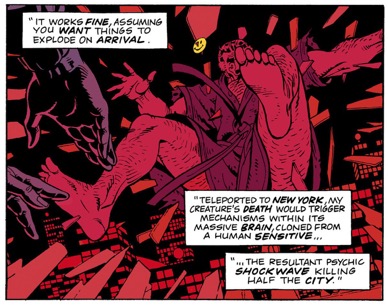 "IT WORKS FINE, ASSUMING
YOU WANT THINGS TO
EXPLODE ON ARRIVAL.
"TELEPORTED TO NEW YORK, MY
CREATURE'S DEATH WOULD TRIGGER
MECHANISMS WITHIN ITS
MASSIVE BRAIN, CLONED FROM
A HUMAN SENSITIVE...
"...THE RESULTANT PSYCHIC
SHOCKWAVE KILLING
HALF THE CITY."